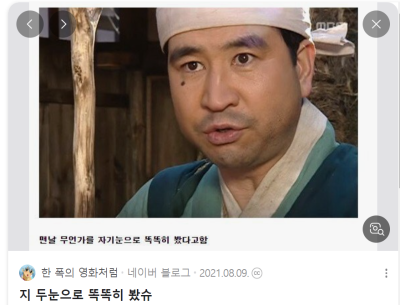 맨날 무언가를 자기눈으로 똑똑히 봤다고함
한 폭의 영화처럼 · 네이버 블로그 · 2021.08.09. cc
지 두눈으로 똑똑히 봤슈